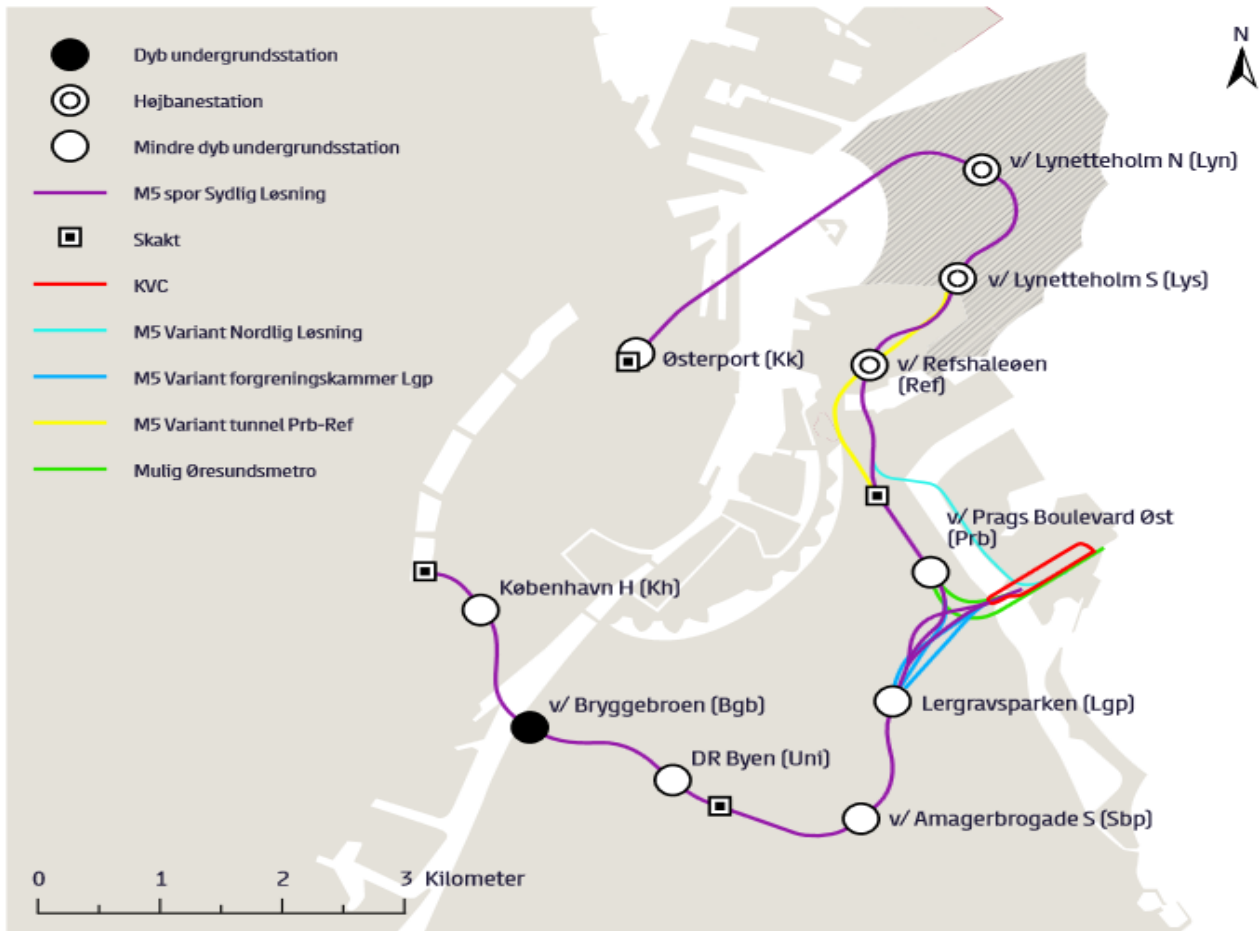 Dyb undergrundsstation
Højbanestation
Mindre dyb undergrundsstation
M5 spor Sydlig Løsning
Skakt
KVC
M5 Variant Nordlig Løsning
M5 Variant forgreningskammer Lgp
M5 Variant tunnel Prb-Ref
Mulig Øresundsmetro
N
v/ Lynetteholm N (Lyn)
v/ Lynetteholm S (Lys)
Østerport (Kk)
v/ Refshaleøen
(Ref)
v/ Prags Boulevard Øst
(Prb)
København H (Kh)
v/ Bryggebroen (Bgb)
Lergravsparken (Lgp)
DR Byen (Uni)
v/ Amagerbrogade S (Sbp)
0 1 2 3 Kilometer